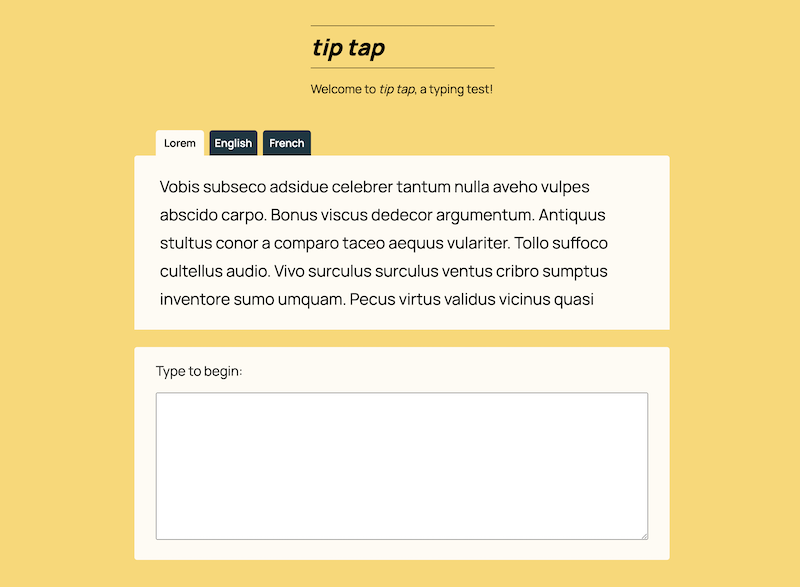 tip tap
Welcome to tip tap, a typing test!
Lorem English French
Vobis subseco adsidue celebrer tantum nulla aveho vulpes
abscido carpo. Bonus viscus dedecor argumentum. Antiquus
stultus conor a comparo taceo aequus vulariter. Tollo suffoco
cultellus audio. Vivo surculus surculus ventus cribro sumptus
inventore sumo umquam. Pecus virtus validus vicinus quasi
Type to begin: